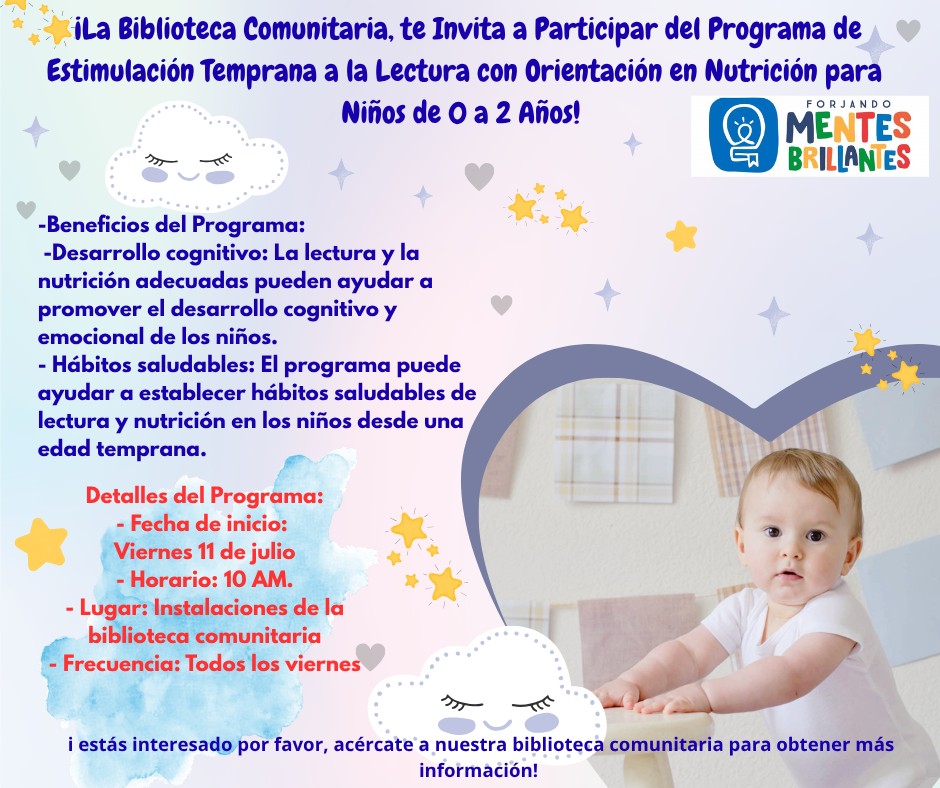 ¡La Biblioteca Comunitaria, te Invita a Participar del Programa de
Estimulación Temprana a la Lectura con Orientación en Nutrición para
Niños de 0 a 2 Años!
FORJANDO
MENTES
BRILLANTES
-Beneficios del Programa:
-Desarrollo cognitivo: La lectura y la
nutrición adecuadas pueden ayudar a
promover el desarrollo cognitivo y
emocional de los niños.
- Hábitos saludables: El programa puede
ayudar a establecer hábitos saludables de
lectura y nutrición en los niños desde una
edad temprana.
Detalles del Programa:
- Fecha de inicio:
Viernes 11 de julio
- Horario: 10 AM.
- Lugar: Instalaciones de la
biblioteca comunitaria
- Frecuencia: Todos los viernes
¡ estás interesado por favor, acércate a nuestra biblioteca comunitaria para obtener más
información!